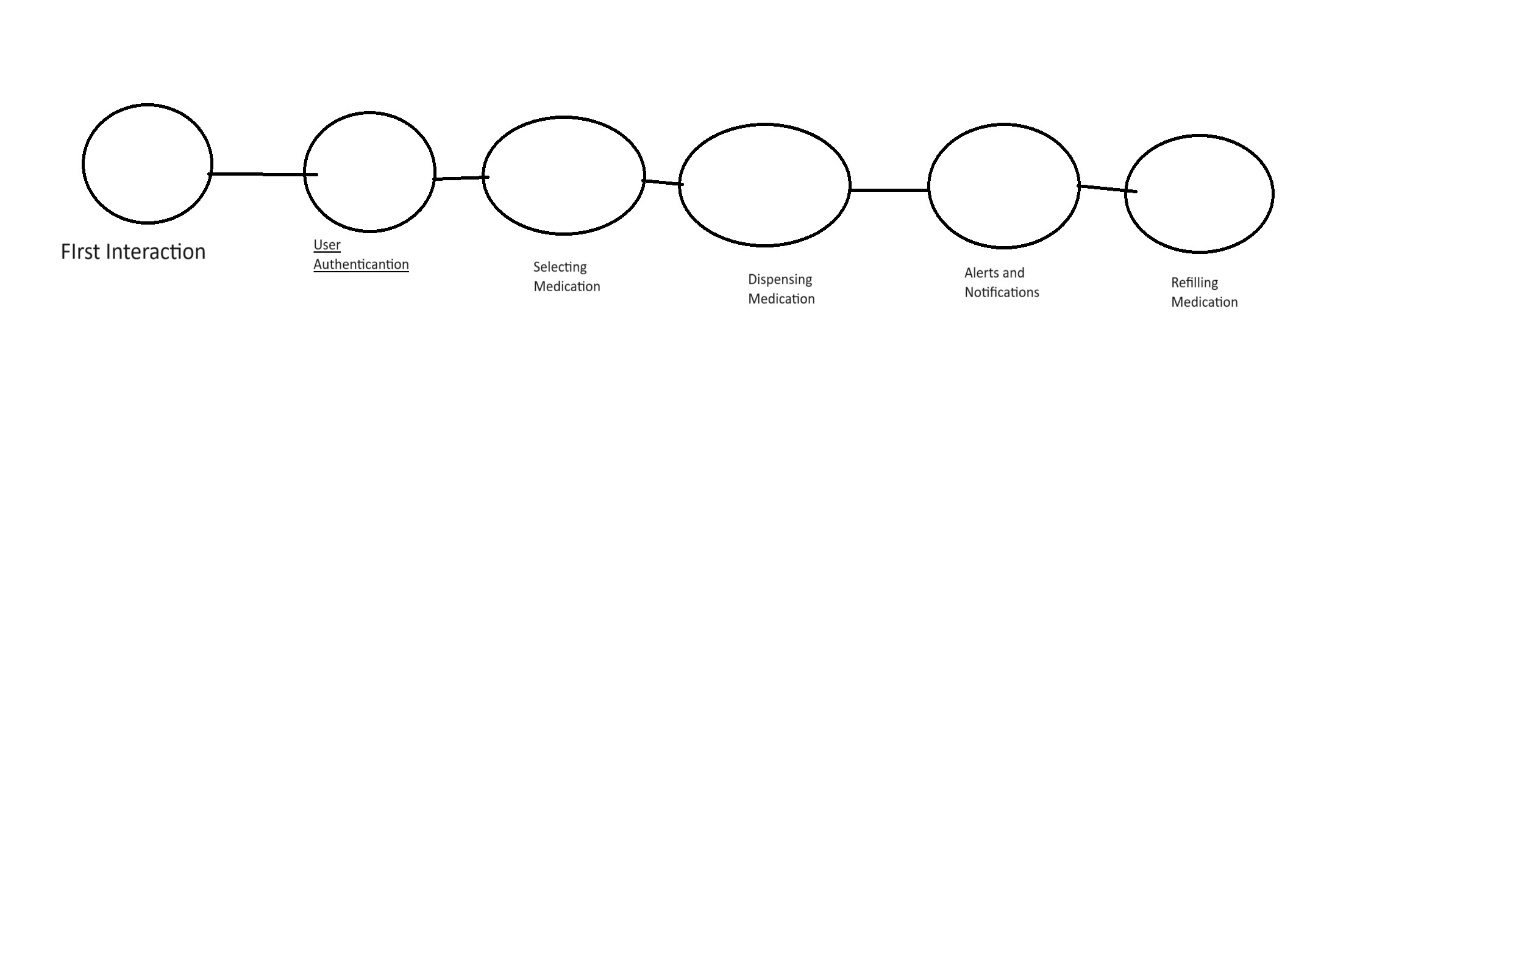 FIrst Interaction
User
Authenticantion
Selecting
Medication
Dispensing
Medication
Alerts and
Notifications
Refilling
Medication